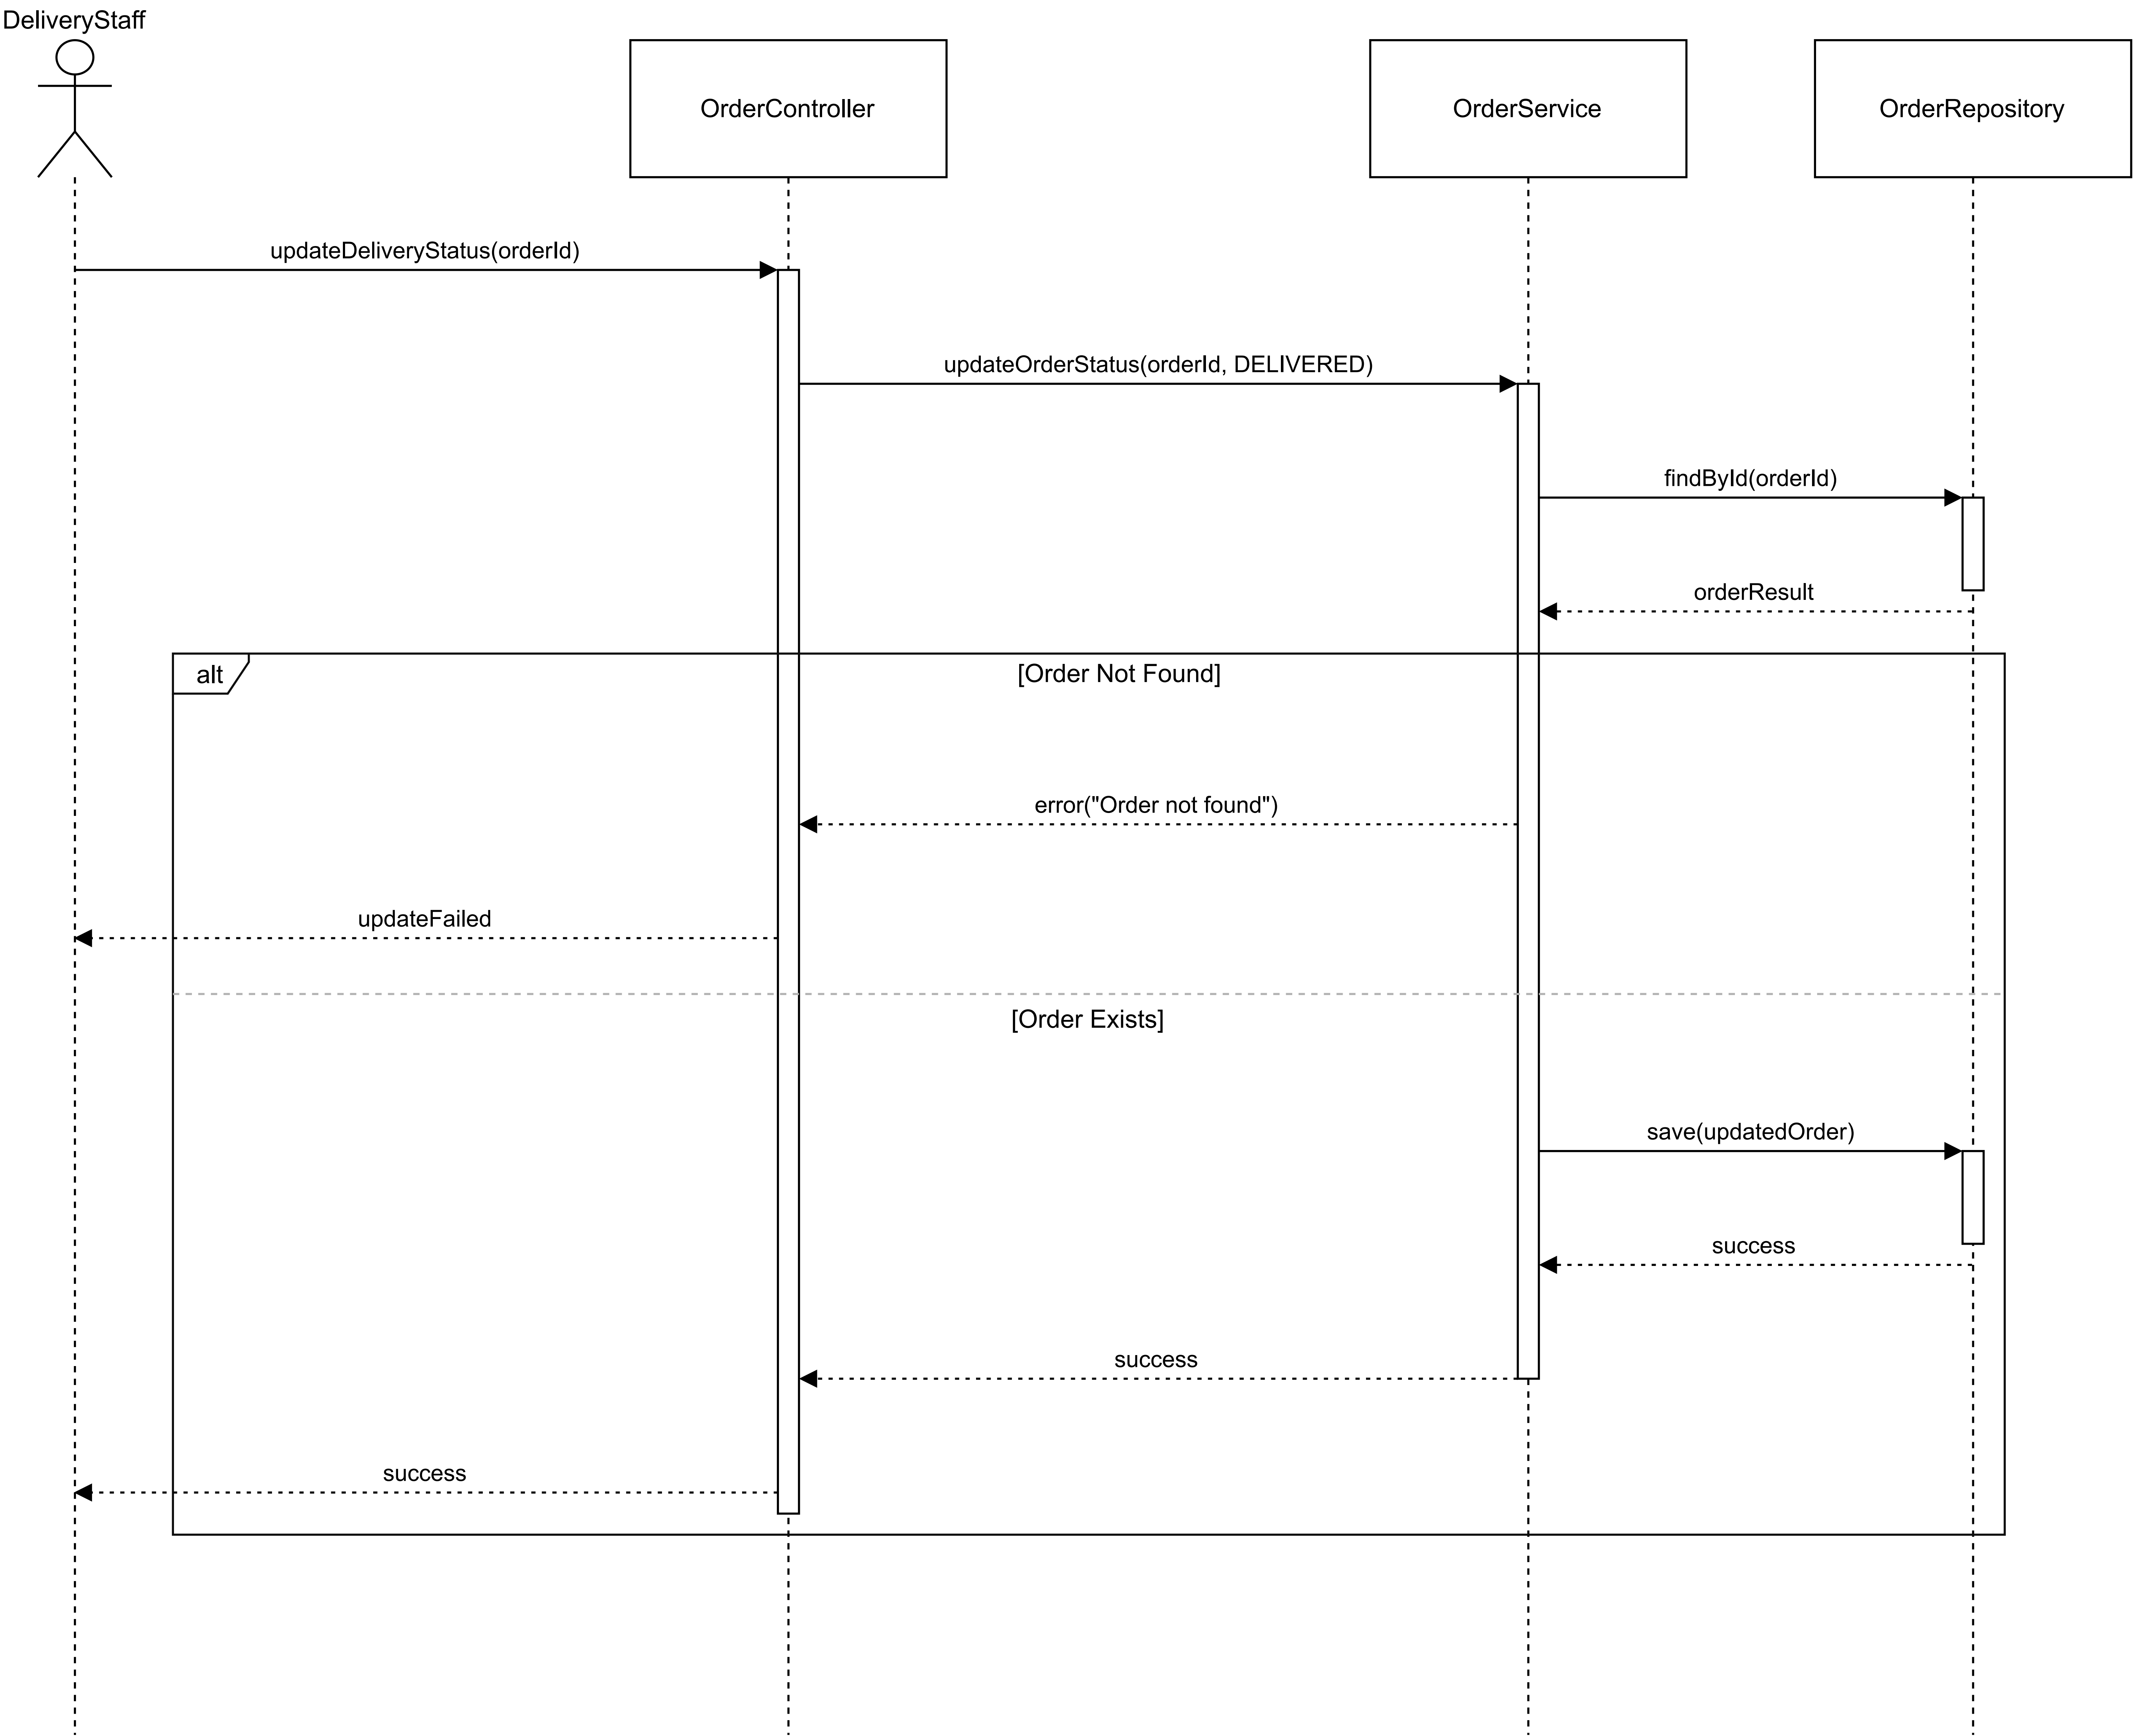 DeliveryStaff
OrderController
OrderService
OrderRepository
updateDeliveryStatus(orderId)
updateOrderStatus(orderId, DELIVERED)
findById(orderId)
orderResult
alt
[Order Not Found]
error("Order not found")
updateFailed
[Order Exists]
save(updatedOrder)
success
success
success